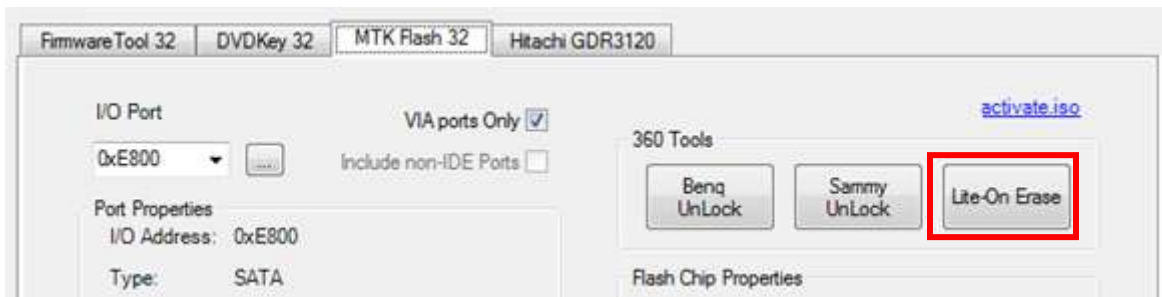 FirmwareTool 32 DVDKey 32 MTK Flash 32 Hitachi GDR3120
I/O Port VIA ports Only activate.iso
0xE800 ... Include non-IDE Ports 360 Tools
Benq UnLock Sammy UnLock Lite-On Erase
Port Properties
I/O Address: 0xE800
Type: SATA Flash Chip Properties